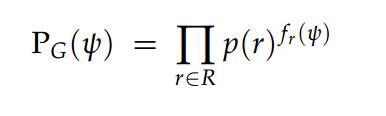 P_G(ψ) = ∏_{r∈R} p(r)^{f_r(ψ)}